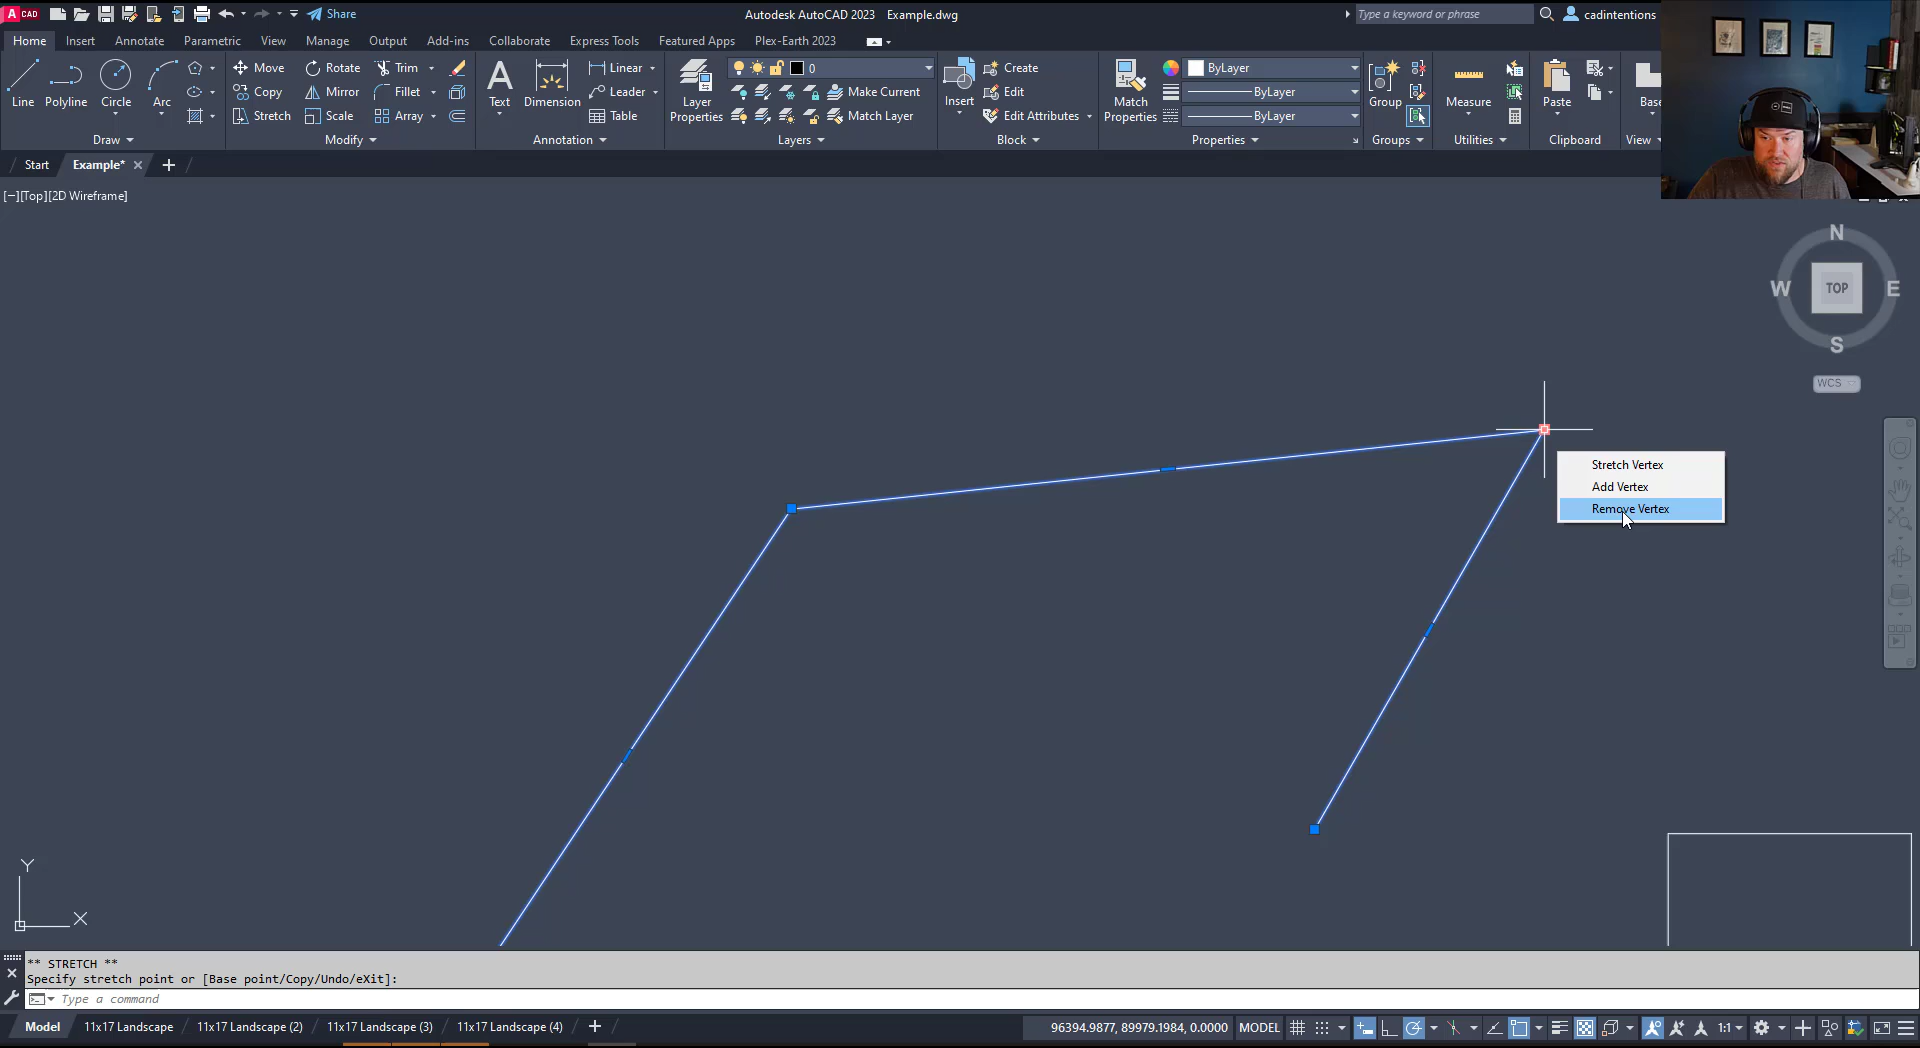 A CAD
Share
Autodesk AutoCAD 2023 Example.dwg
Type a keyword or phrase
cadintentions
Home Insert Annotate Parametric View Manage Output Add-ins Collaborate Express Tools Featured Apps Plex-Earth 2023
Line Polyline Circle Arc
Move Rotate Trim
Copy Mirror Fillet
Stretch Scale Array
Text Dimension
Linear
Leader
Table
Layer Properties
0
Make Current
Match Layer
Insert
Create
Edit
Edit Attributes
Match Properties
ByLayer
ByLayer
ByLayer
Group
Measure
Paste
Base
Draw Modify Annotation Layers Block Properties Groups Utilities Clipboard View
Start Example*
[−][Top][2D Wireframe]
N
W TOP E
S
WCS
Stretch Vertex
Add Vertex
Remove Vertex
Y
X
** STRETCH **
Specify stretch point or [Base point/Copy/Undo/eXit]:
Type a command
Model 11x17 Landscape 11x17 Landscape (2) 11x17 Landscape (3) 11x17 Landscape (4)
96394.9877, 89979.1984, 0.0000 MODEL 1:1